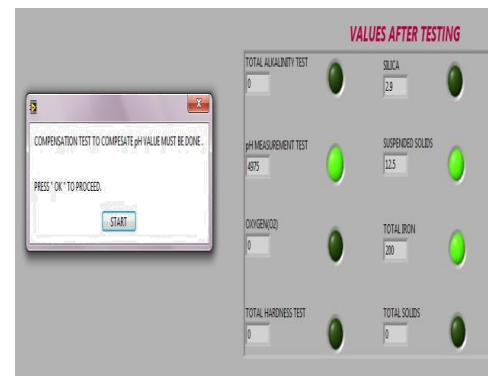 VALUES AFTER TESTING
COMPENSATION TEST TO COMPESATE pH VALUE MUST BE DONE .
PRESS " OK " TO PROCEED.
START
TOTAL ALKALINITY TEST
0
SILICA
2.9
pH MEASUREMENT TEST
4975
SUSPENDED SOLIDS
12.5
OXYGEN(O2)
0
TOTAL IRON
200
TOTAL HARDNESS TEST
0
TOTAL SOLIDS
0